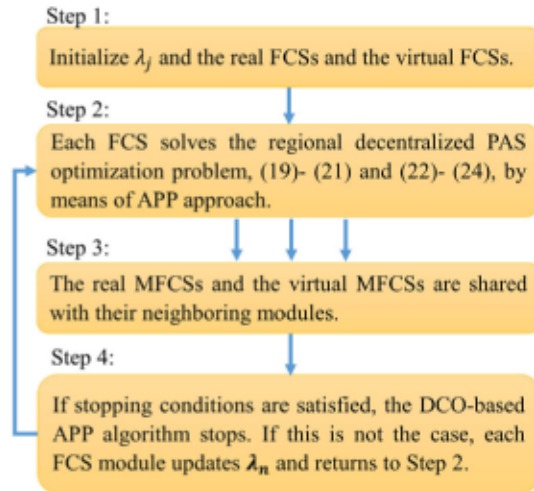 Step 1:
Initialize λj and the real FCSs and the virtual FCSs.
Step 2:
Each FCS solves the regional decentralized PAS
optimization problem, (19)- (21) and (22)- (24), by
means of APP approach.
Step 3:
The real MFCSs and the virtual MFCSs are shared
with their neighboring modules.
Step 4:
If stopping conditions are satisfied, the DCO-based
APP algorithm stops. If this is not the case, each
FCS module updates λn and returns to Step 2.